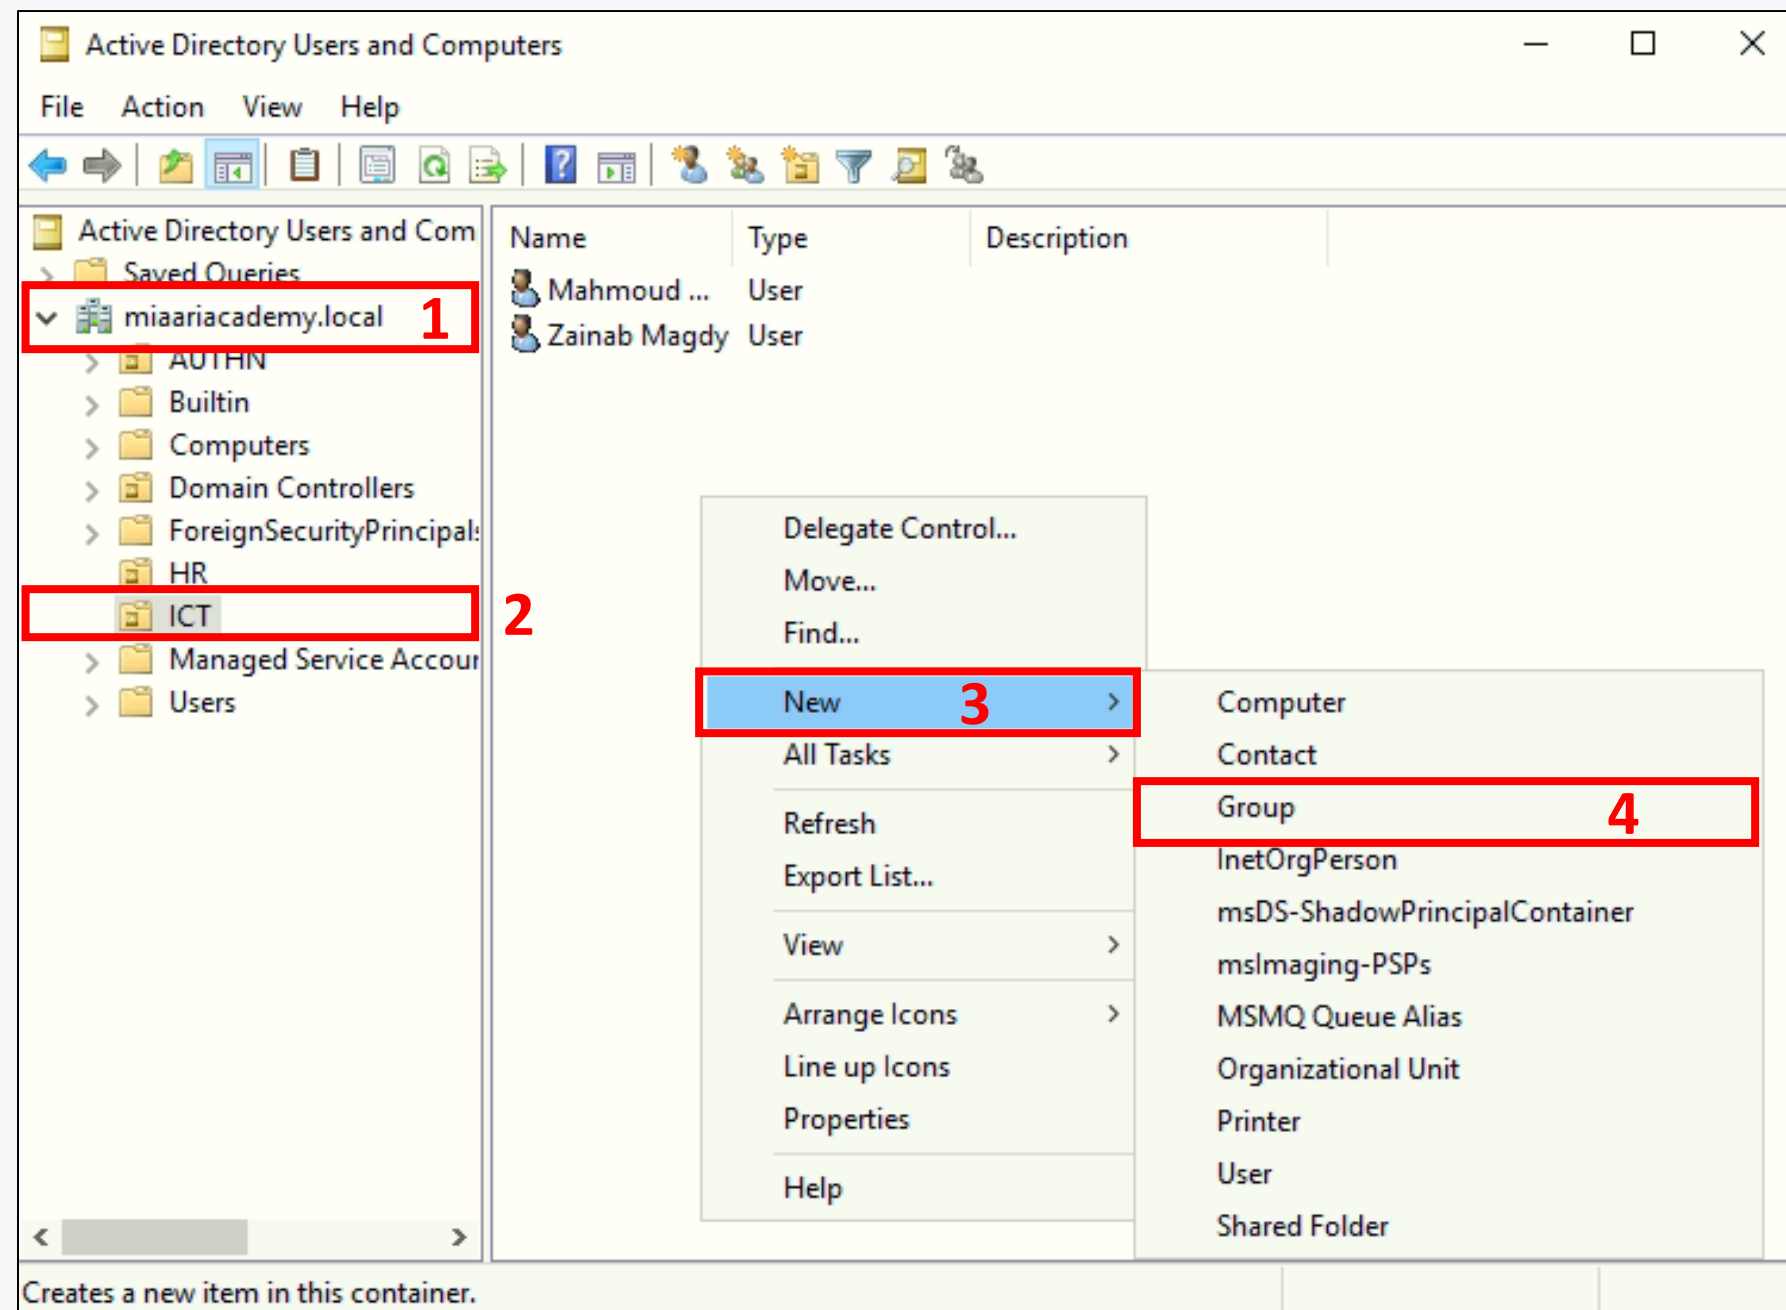 Active Directory Users and Computers
File Action View Help
Active Directory Users and Com
Saved Queries
miaariacademy.local 1
AUTHN
Builtin
Computers
Domain Controllers
ForeignSecurityPrincipals
HR
ICT 2
Managed Service Accour
Users
Name Type Description
Mahmoud ... User
Zainab Magdy User
Delegate Control...
Move...
Find...
New 3
All Tasks
Refresh
Export List...
View
Arrange Icons
Line up Icons
Properties
Help
Computer
Contact
Group 4
InetOrgPerson
msDS-ShadowPrincipalContainer
msImaging-PSPs
MSMQ Queue Alias
Organizational Unit
Printer
User
Shared Folder
Creates a new item in this container.